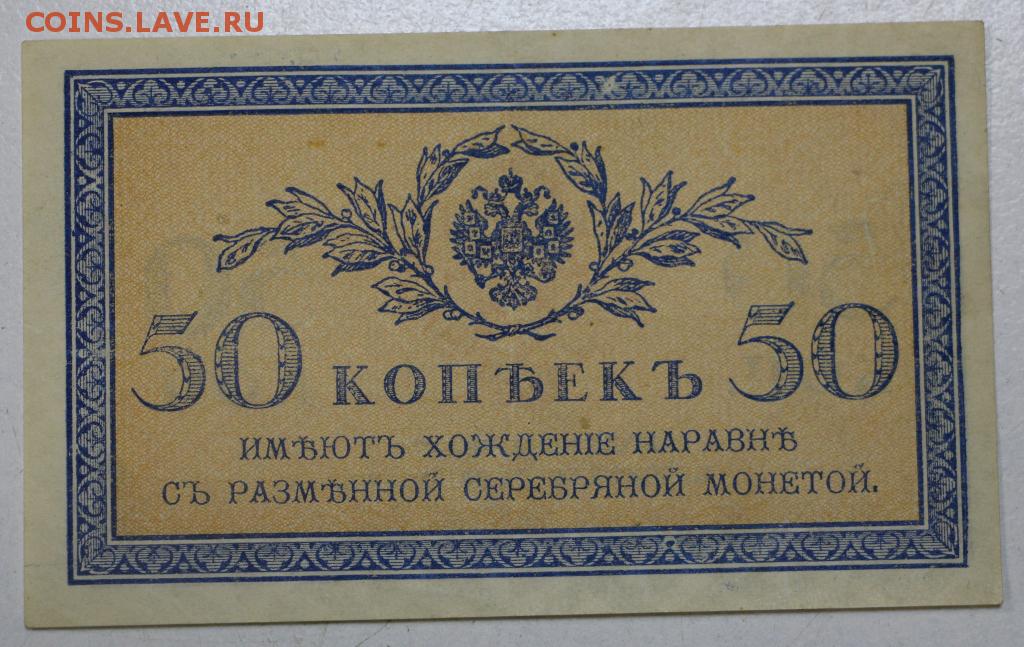 COINS.LAVE.RU
50 КОПѢЕКЪ 50
ИМѢЮТЪ ХОЖДЕНІЕ НАРАВНѢ
СЪ РАЗМѢННОЙ СЕРЕБРЯНОЙ МОНЕТОЙ.